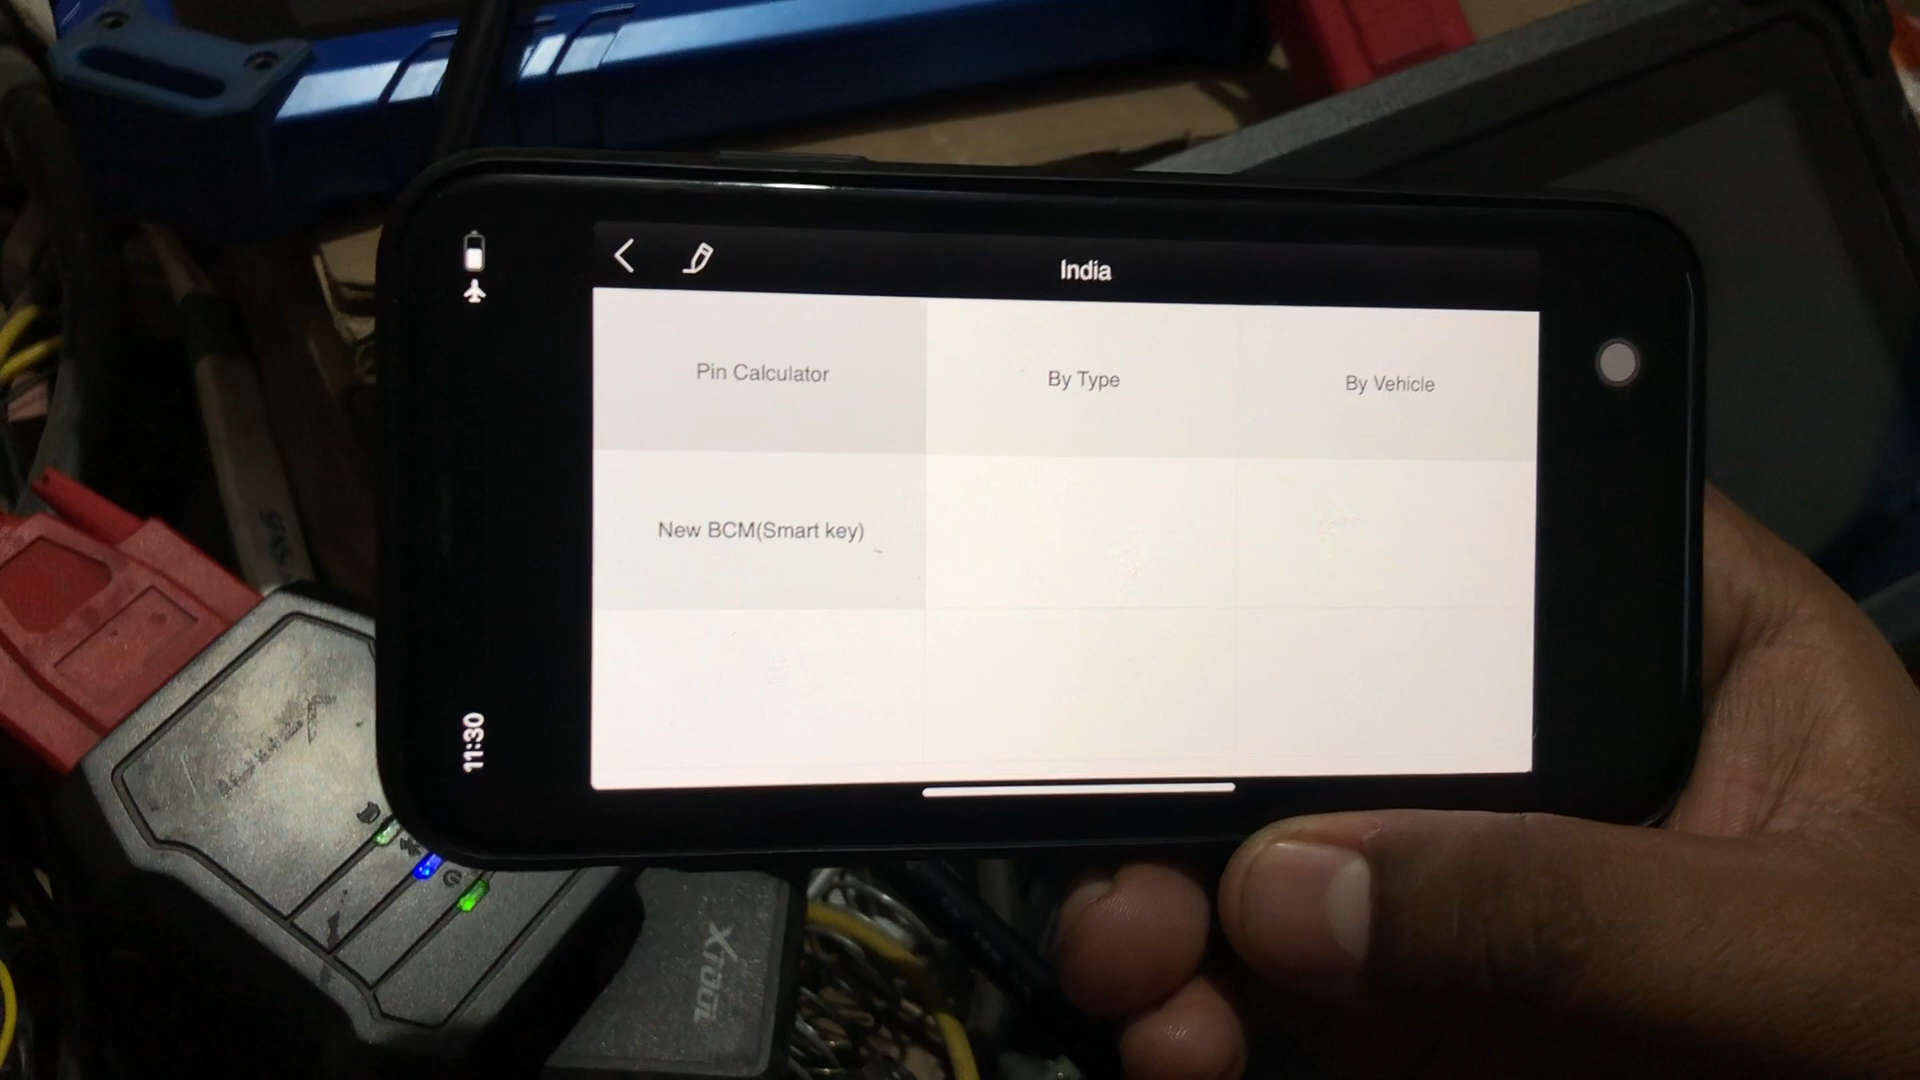 India
Pin Calculator
By Type
By Vehicle
New BCM(Smart key)
11:30
XTOOL